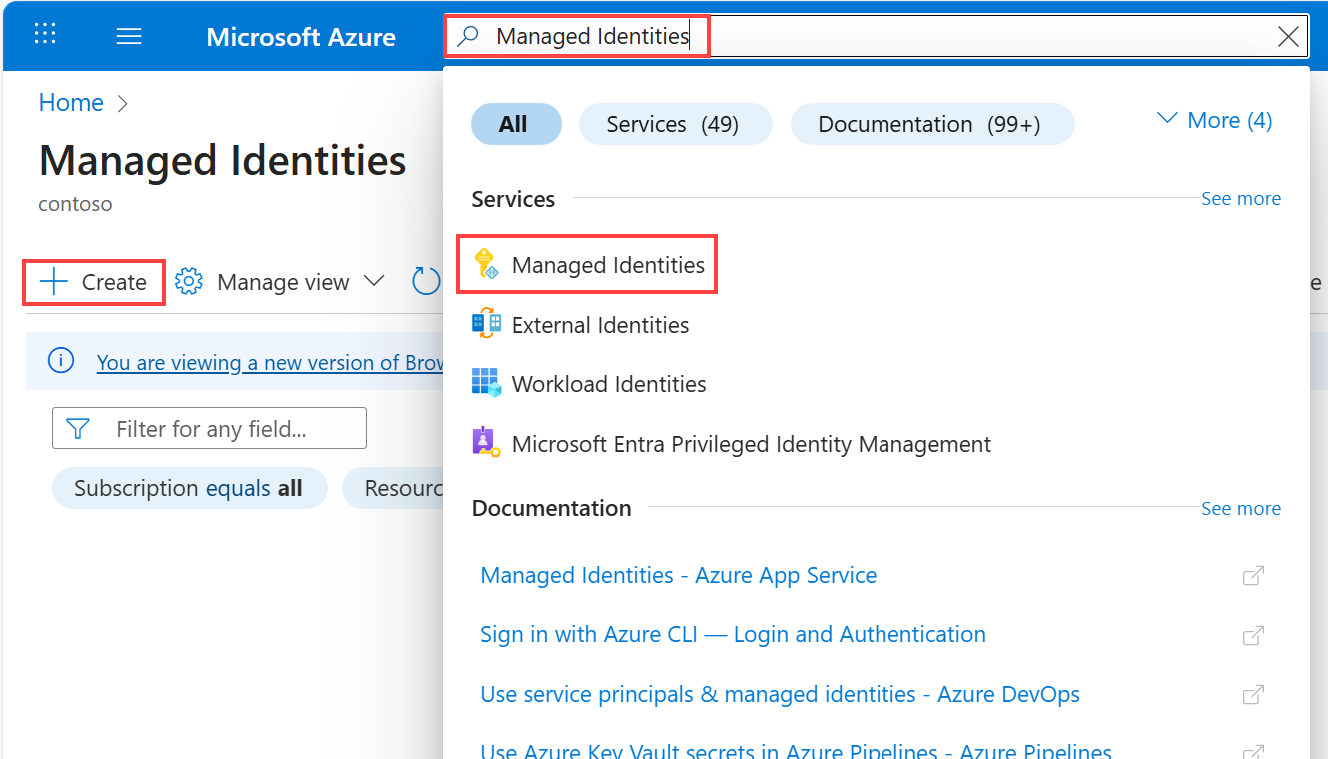 Microsoft Azure
Managed Identities
Home
Managed Identities
contoso
Create
Manage view
You are viewing a new version of Brow
Filter for any field...
Subscription equals all
Resourc
All
Services (49)
Documentation (99+)
More (4)
Services
See more
Managed Identities
External Identities
Workload Identities
Microsoft Entra Privileged Identity Management
Documentation
See more
Managed Identities - Azure App Service
Sign in with Azure CLI — Login and Authentication
Use service principals & managed identities - Azure DevOps
Use Azure Key Vault secrets in Azure Pipelines - Azure Pipelines
e